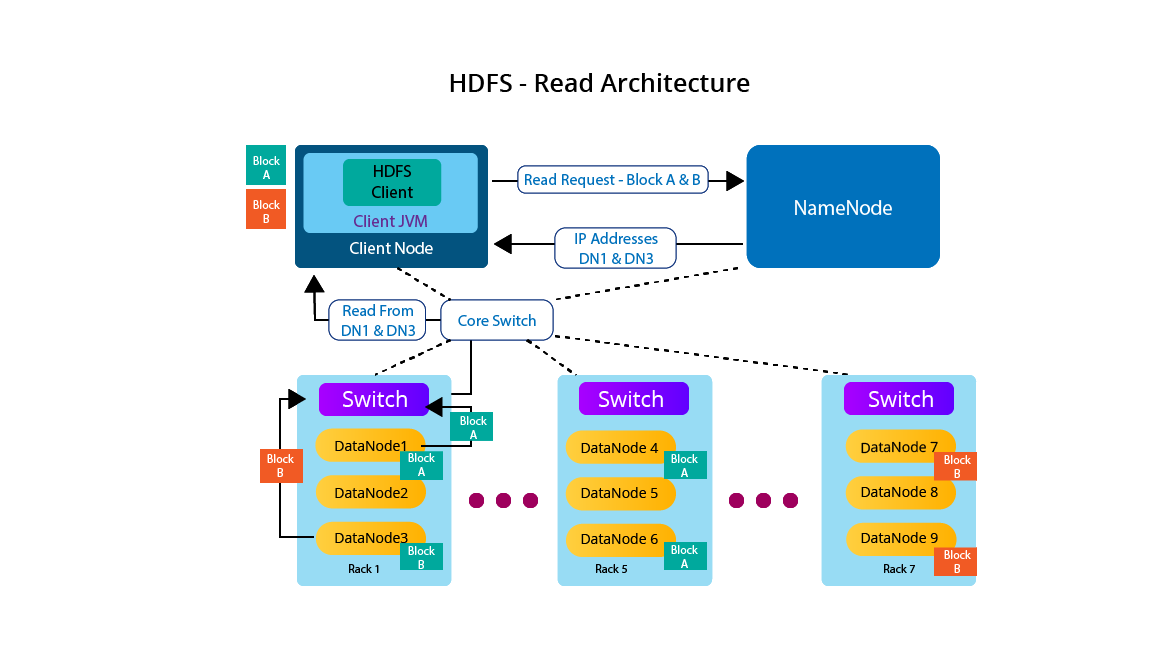 HDFS - Read Architecture
Block
A
Block
B
HDFS
Client
Client JVM
Client Node
Read Request - Block A & B
IP Addresses
DN1 & DN3
NameNode
Read From
DN1 & DN3
Core Switch
Switch
Block
A
DataNode1
Block
A
Block
B
DataNode2
DataNode3
Block
B
Rack 1
Switch
DataNode 4
Block
A
DataNode 5
DataNode 6
Block
A
Rack 5
Switch
DataNode 7
Block
B
DataNode 8
DataNode 9
Block
B
Rack 7